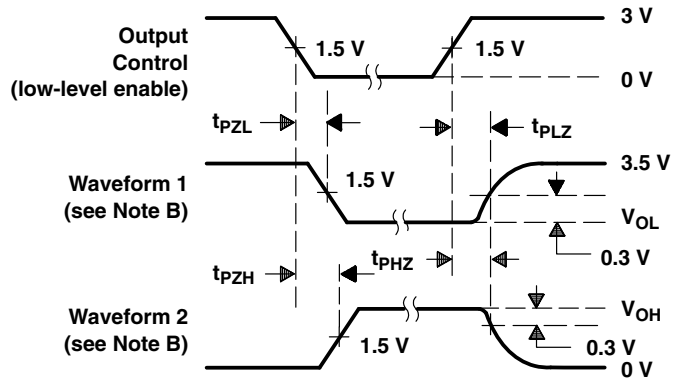 Output
Control
(low-level enable)
1.5 V
1.5 V
3 V
0 V
tPZL
tPLZ
Waveform 1
(see Note B)
1.5 V
3.5 V
VOL
0.3 V
tPZH
tPHZ
Waveform 2
(see Note B)
1.5 V
VOH
0.3 V
0 V